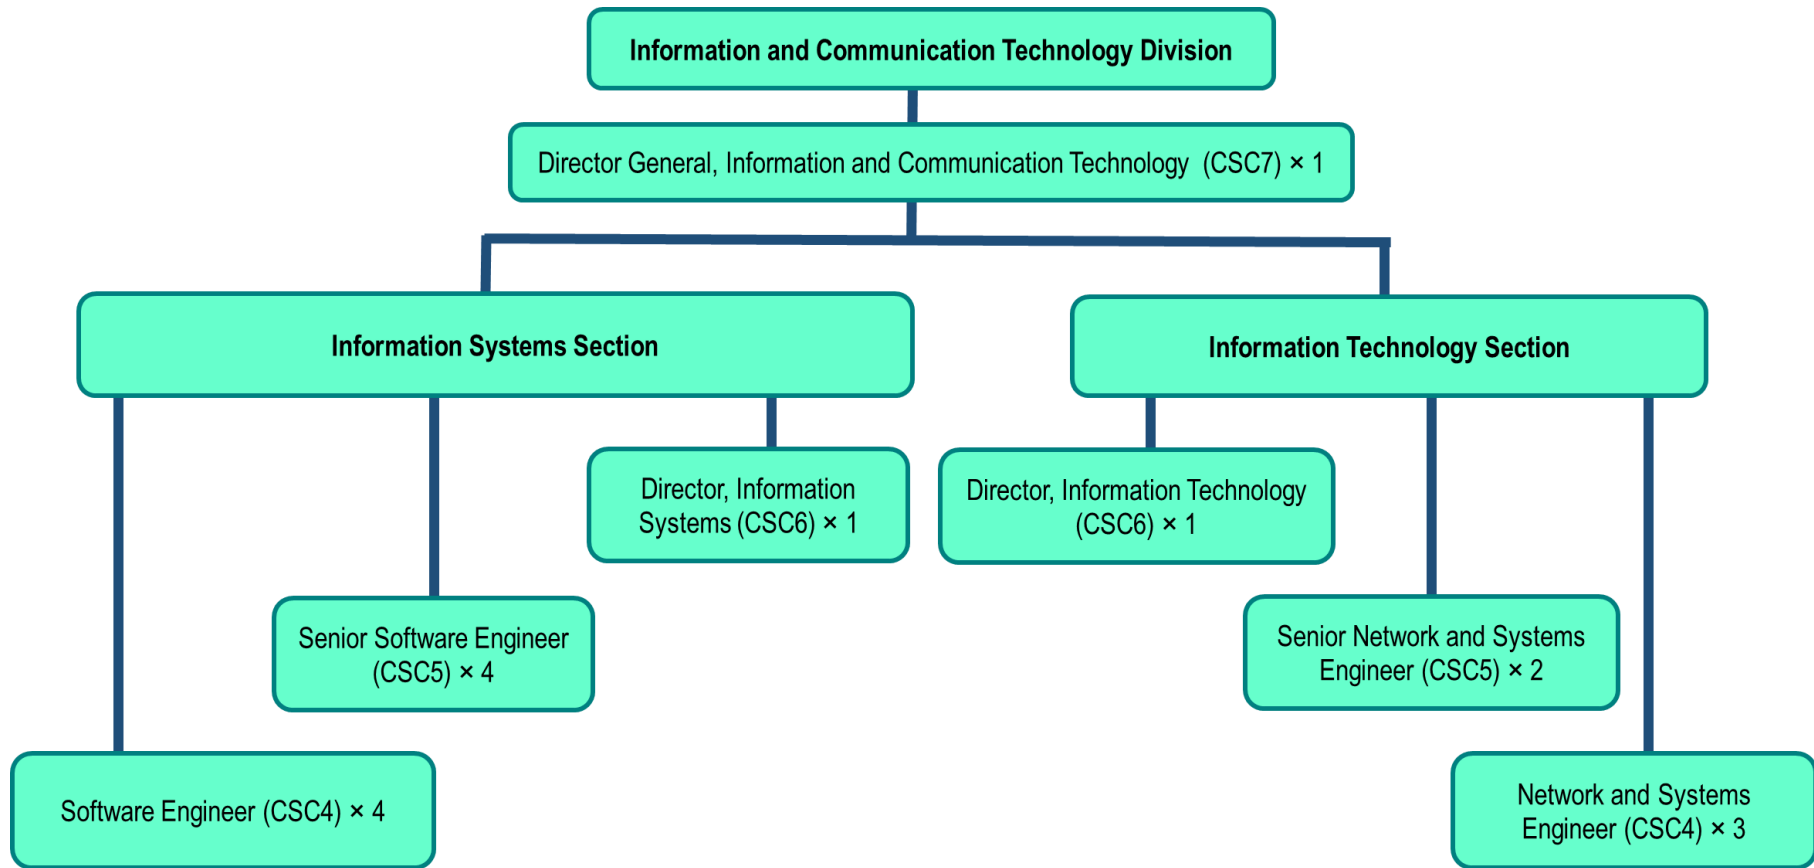 Information and Communication Technology Division
Director General, Information and Communication Technology (CSC7) × 1
Information Systems Section
Information Technology Section
Director, Information
Systems (CSC6) × 1
Director, Information Technology
(CSC6) × 1
Senior Software Engineer
(CSC5) × 4
Senior Network and Systems
Engineer (CSC5) × 2
Software Engineer (CSC4) × 4
Network and Systems
Engineer (CSC4) × 3